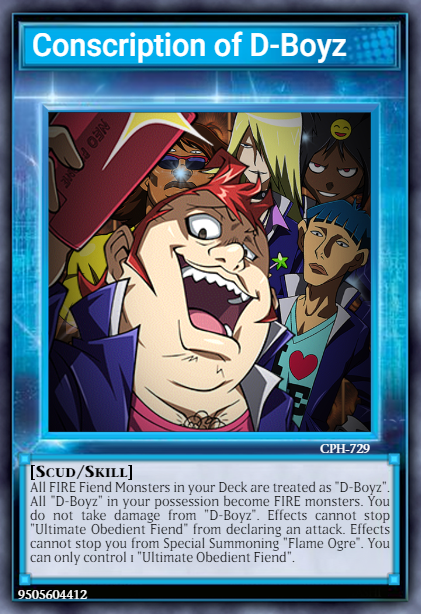 Conscription of D-Boyz
CPH-729
[SCUD/SKILL]
All FIRE Fiend Monsters in your Deck are treated as "D-Boyz".
All "D-Boyz" in your possession become FIRE monsters. You
do not take damage from "D-Boyz". Effects cannot stop
"Ultimate Obedient Fiend" from declaring an attack. Effects
cannot stop you from Special Summoning "Flame Ogre". You
can only control 1 "Ultimate Obedient Fiend".
9505604412